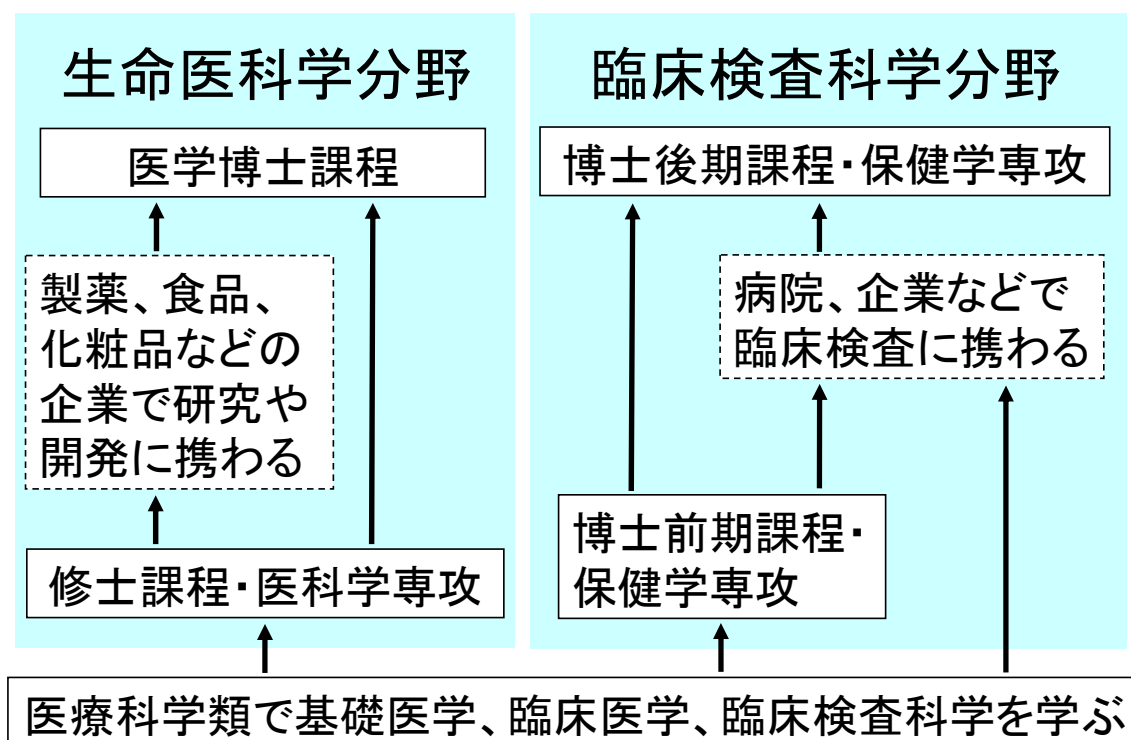 生命医科学分野
医学博士課程
製薬、食品、
化粧品などの
企業で研究や
開発に携わる
修士課程・医科学専攻
臨床検査科学分野
博士後期課程・保健学専攻
病院、企業などで
臨床検査に携わる
博士前期課程・
保健学専攻
医療科学類で基礎医学、臨床医学、臨床検査科学を学ぶ